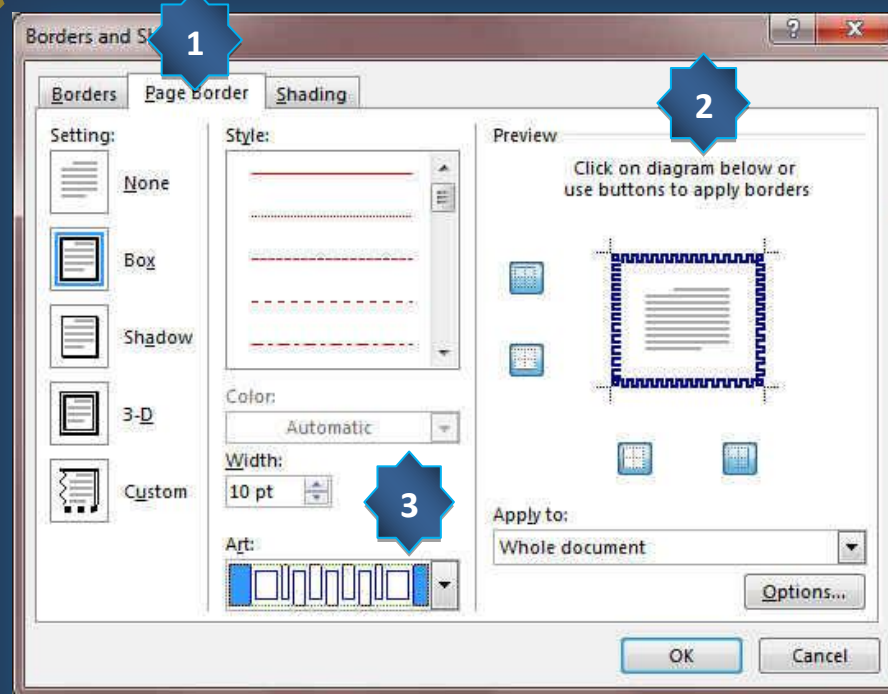 Borders and S
1
?
X
Borders
Page Border
Shading
2
Setting:
None
Box
Shadow
3-D
Custom
Style:
Color:
Automatic
Width:
10 pt
3
Art:
Preview
Click on diagram below or
use buttons to apply borders
Apply to:
Whole document
Options...
OK
Cancel